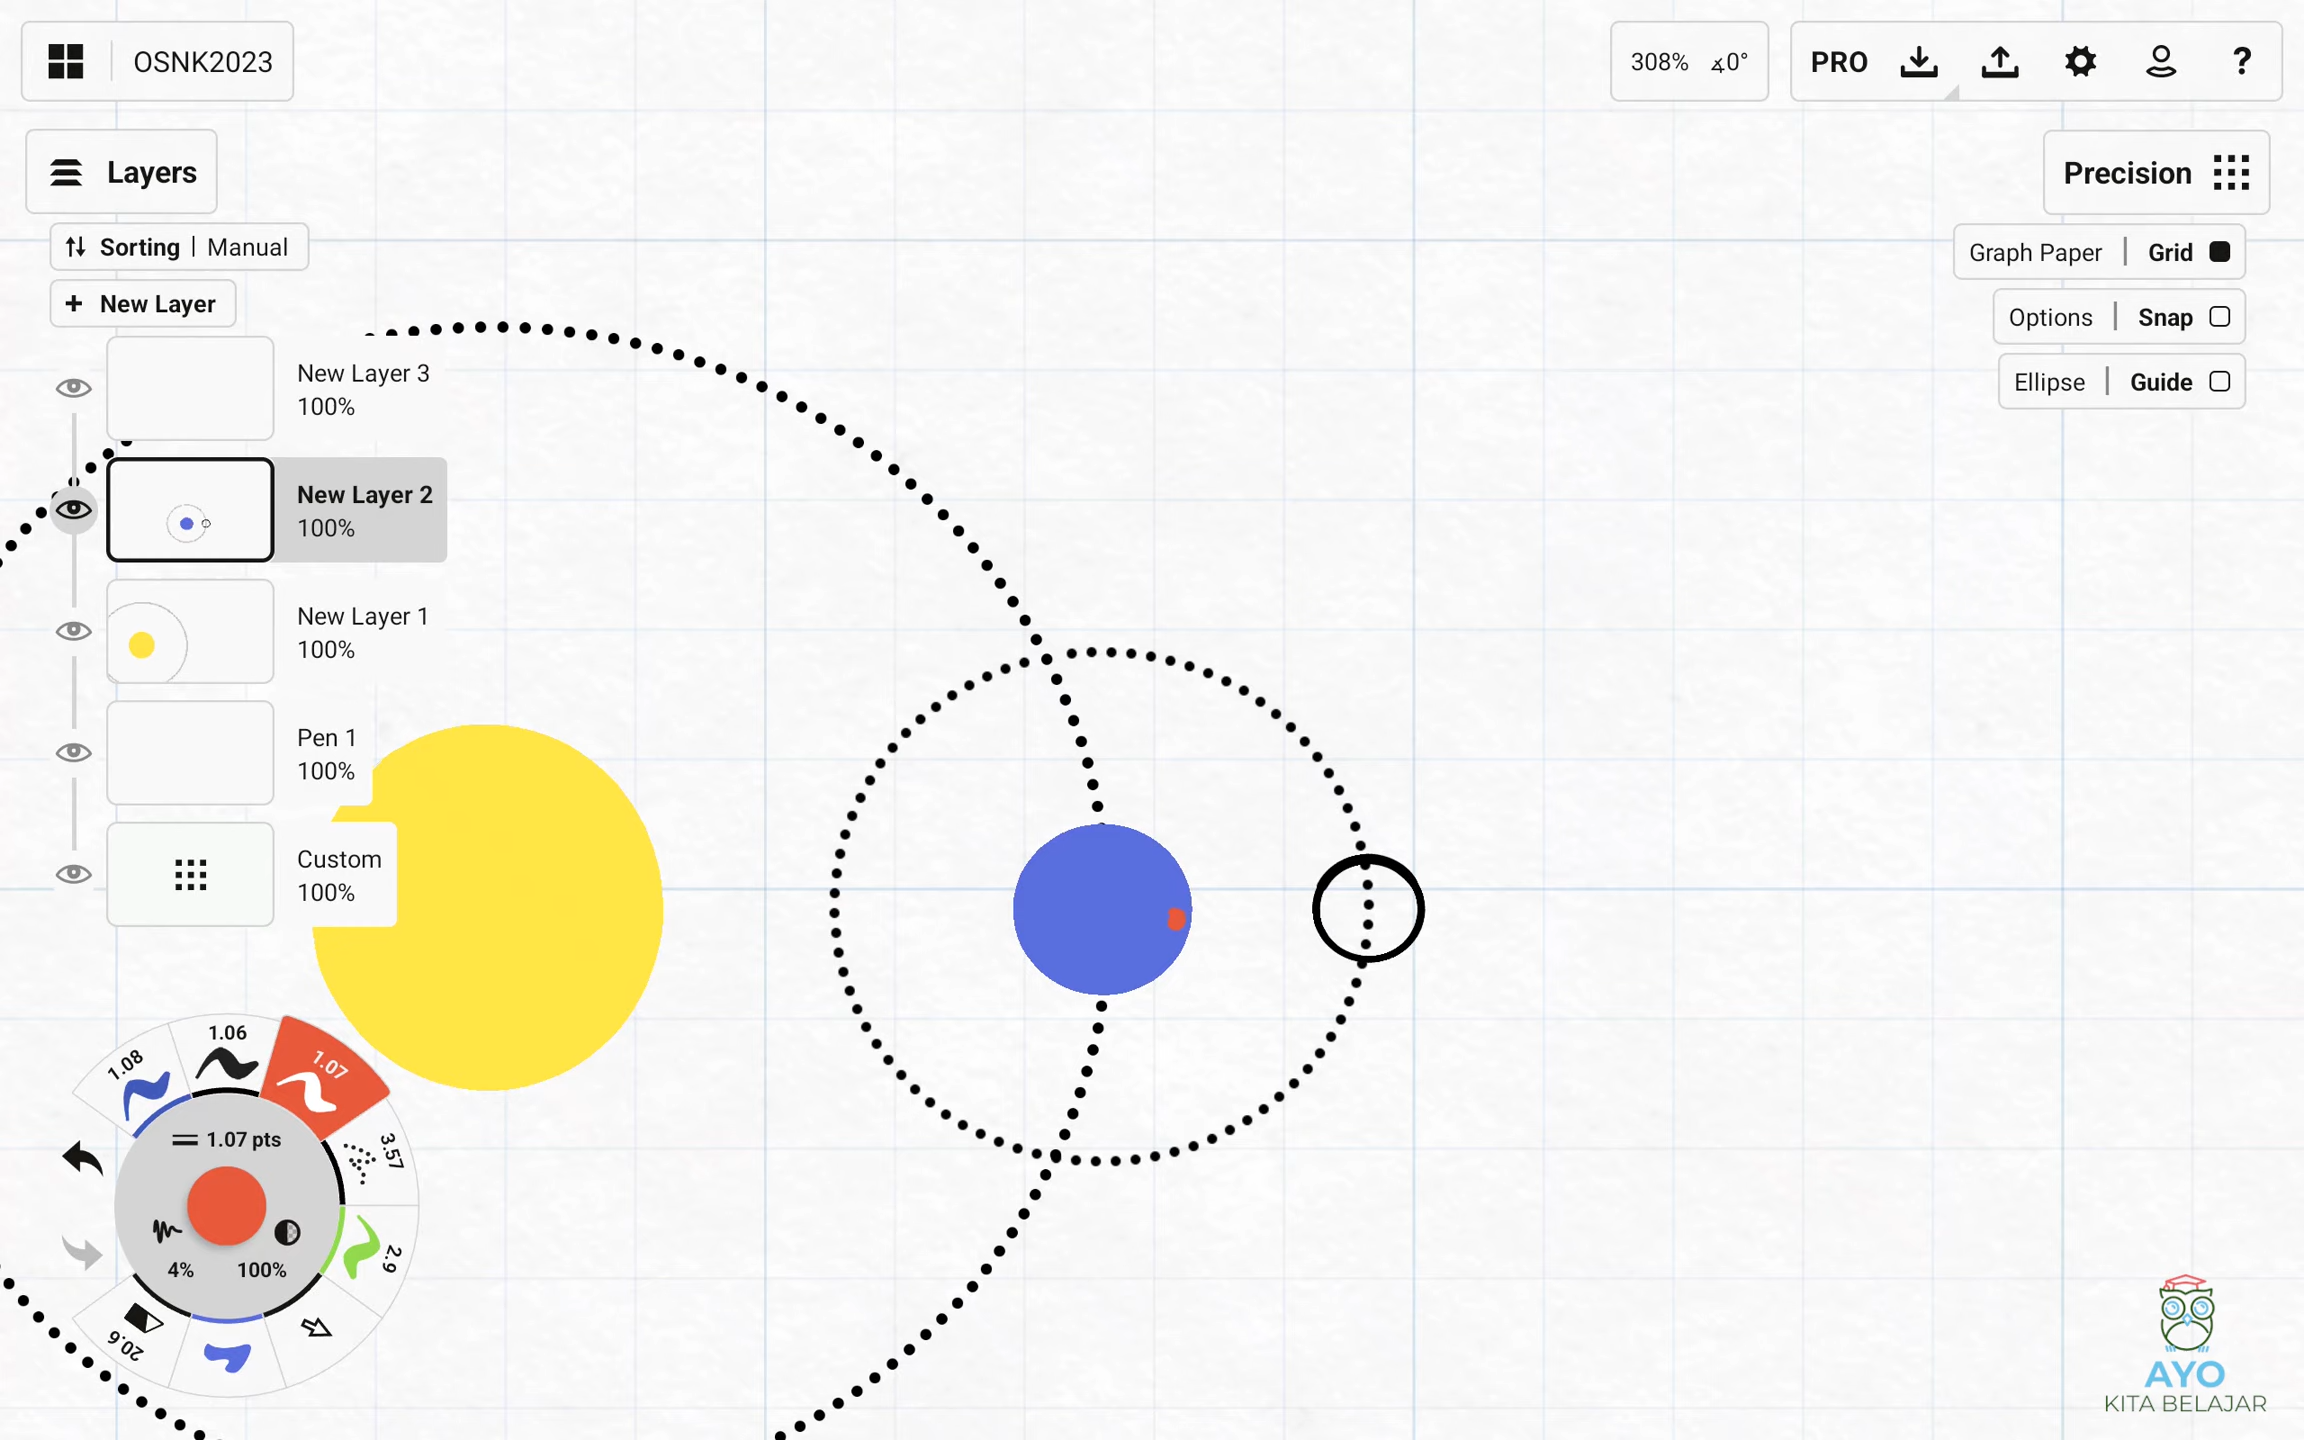 OSNK2023
308% ∡0°
PRO
?
Layers
Precision
Sorting | Manual
Graph Paper | Grid
+ New Layer
Options | Snap
Ellipse | Guide
New Layer 3
100%
New Layer 2
100%
New Layer 1
100%
Pen 1
100%
Custom
100%
1.08
1.06
1.07
3.57
2.9
20.6
1.07 pts
4%
100%
AYO
KITA BELAJAR